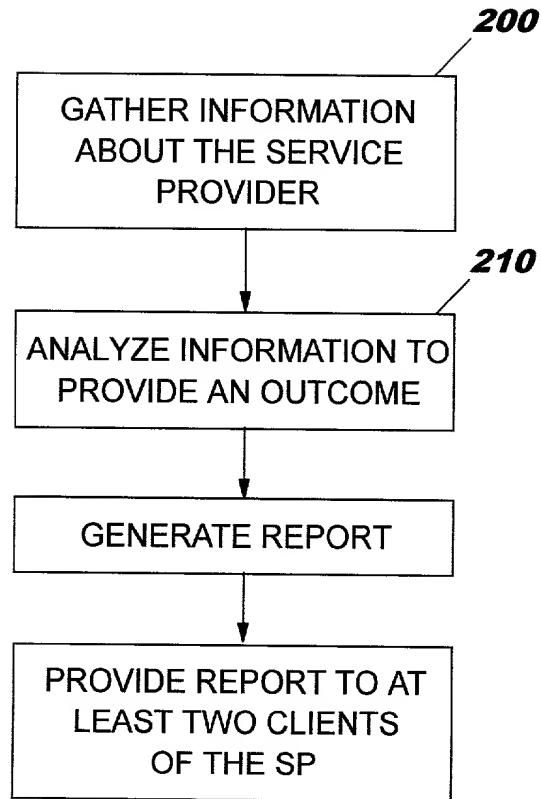 200
GATHER INFORMATION
ABOUT THE SERVICE
PROVIDER
210
ANALYZE INFORMATION TO
PROVIDE AN OUTCOME
GENERATE REPORT
PROVIDE REPORT TO AT
LEAST TWO CLIENTS
OF THE SP